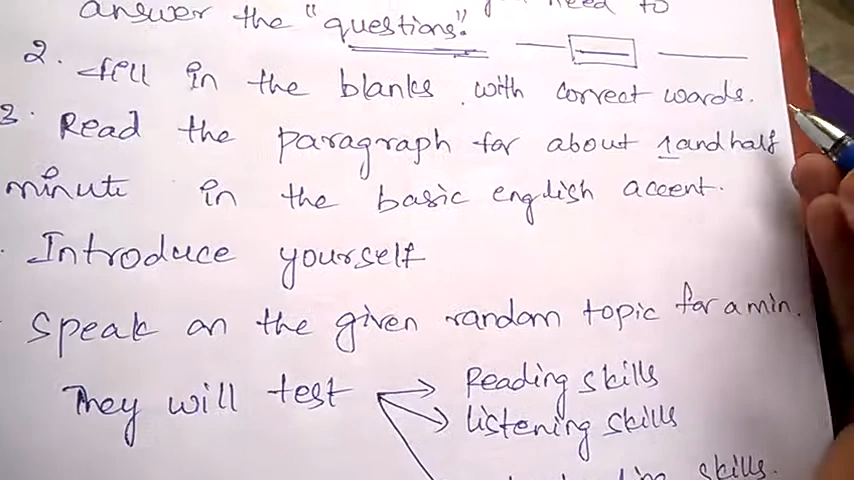 answer the "questions".
2. fill in the blanks with correct words.
3. Read the paragraph for about 1 and half
minute in the basic english accent.
. Introduce yourself
. Speak on the given random topic for a min.
They will test
Reading skills
listening skills
skills.